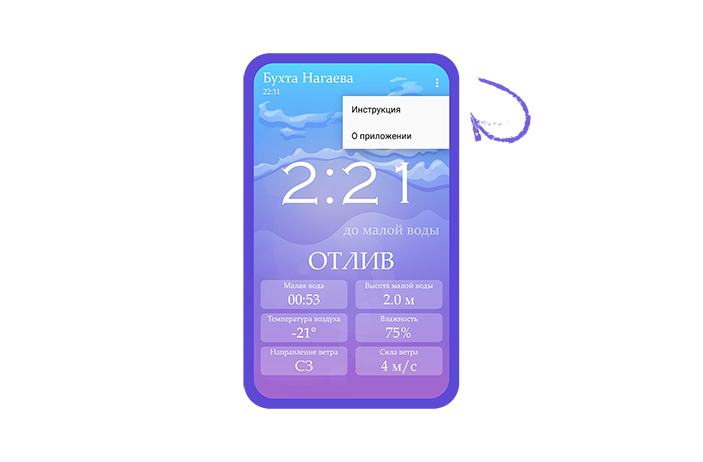 Бухта Нагаева
22:31
Инструкция
О приложении
2:21
до малой воды
ОТЛИВ
Малая вода
00:53
Высота малой воды
2.0 м
Температура воздуха
-21°
Влажность
75%
Направление ветра
СЗ
Сила ветра
4 м/с